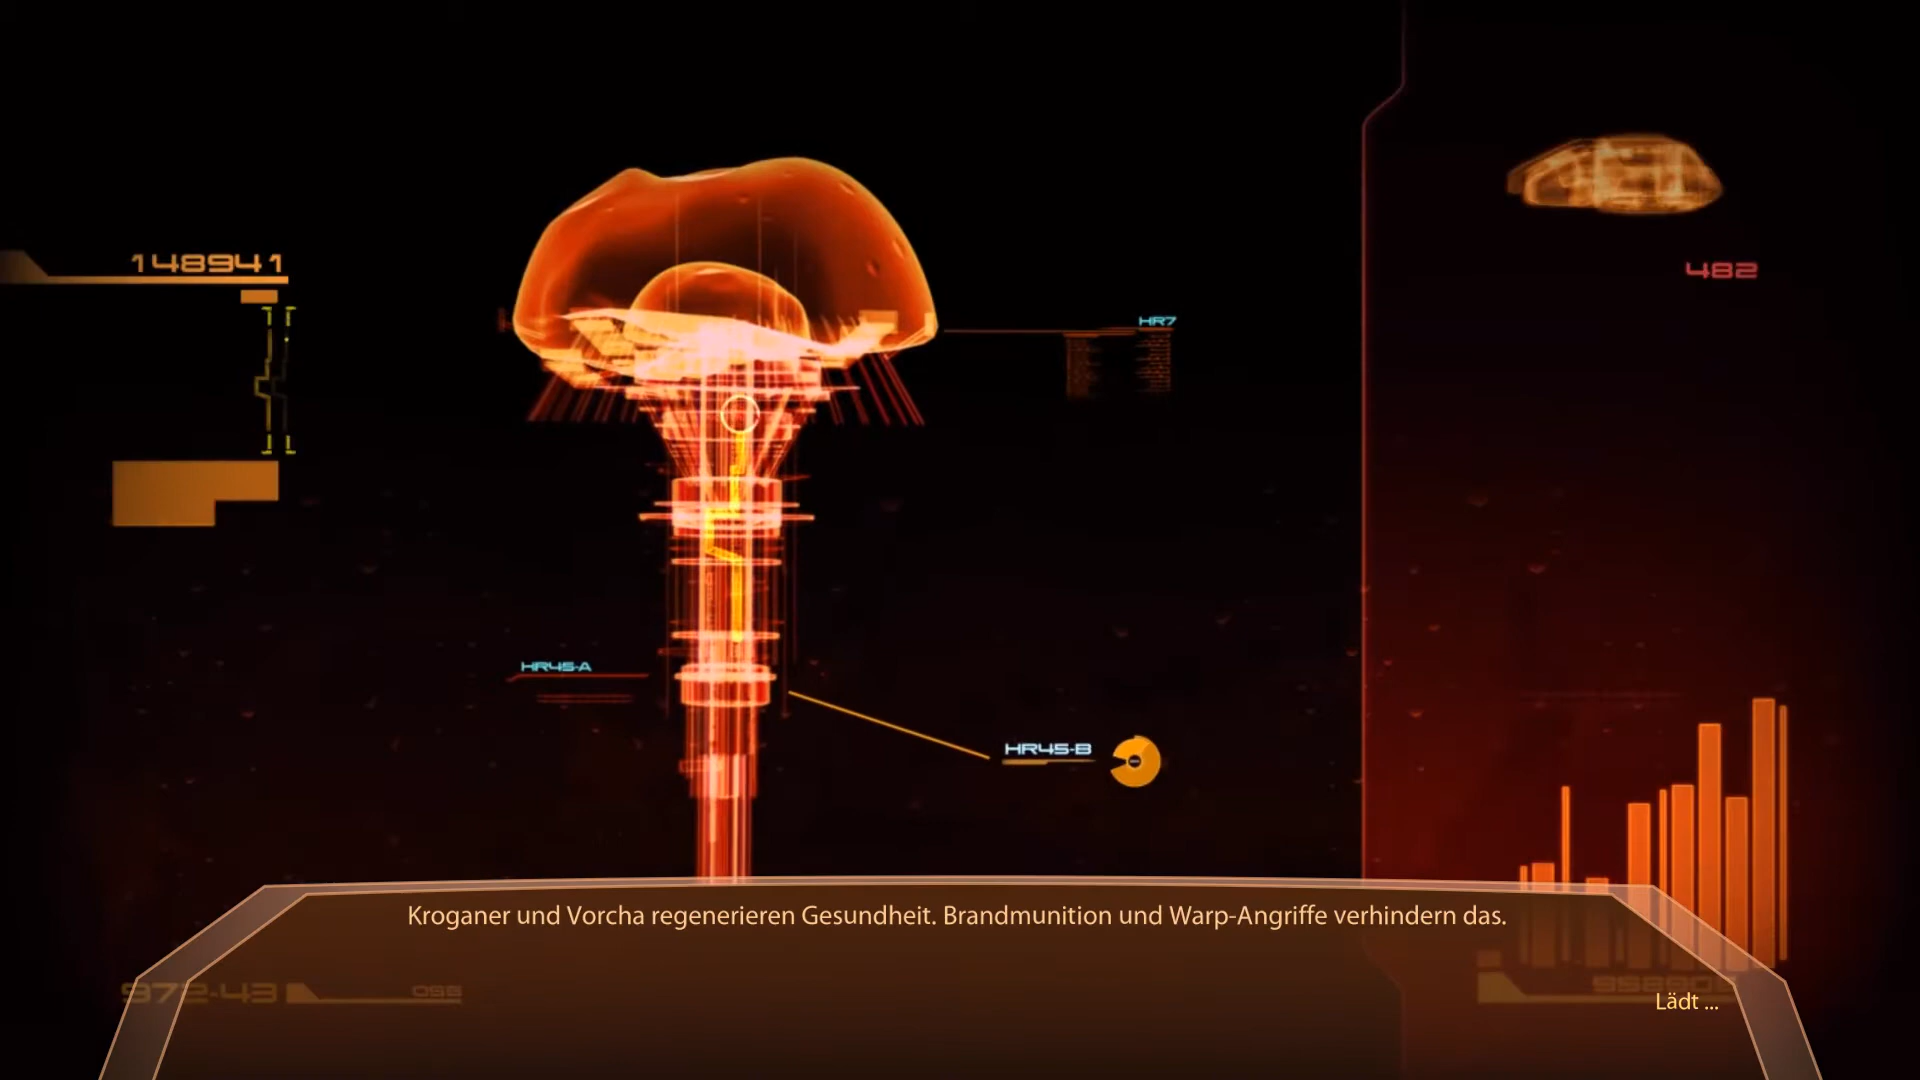 148941
482
HR7
HR45-A
HR45-B
Kroganer und Vorcha regenerieren Gesundheit. Brandmunition und Warp-Angriffe verhindern das.
972-43
Lädt ...